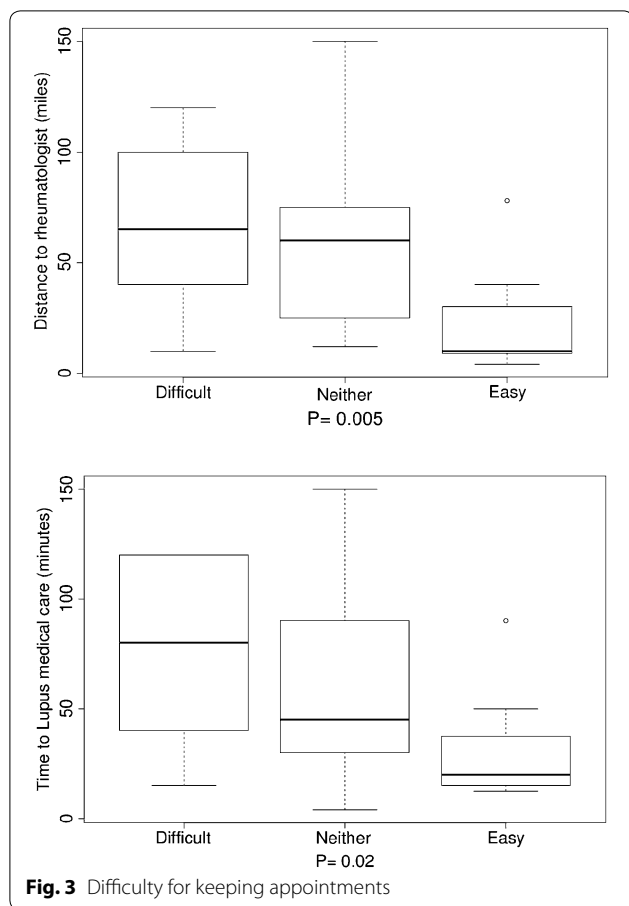 150
100
50
0
Distance to rheumatologist (miles)
Difficult Neither Easy
P= 0.005
150
100
50
0
Time to Lupus medical care (minutes)
Difficult Neither Easy
P= 0.02
Fig. 3 Difficulty for keeping appointments